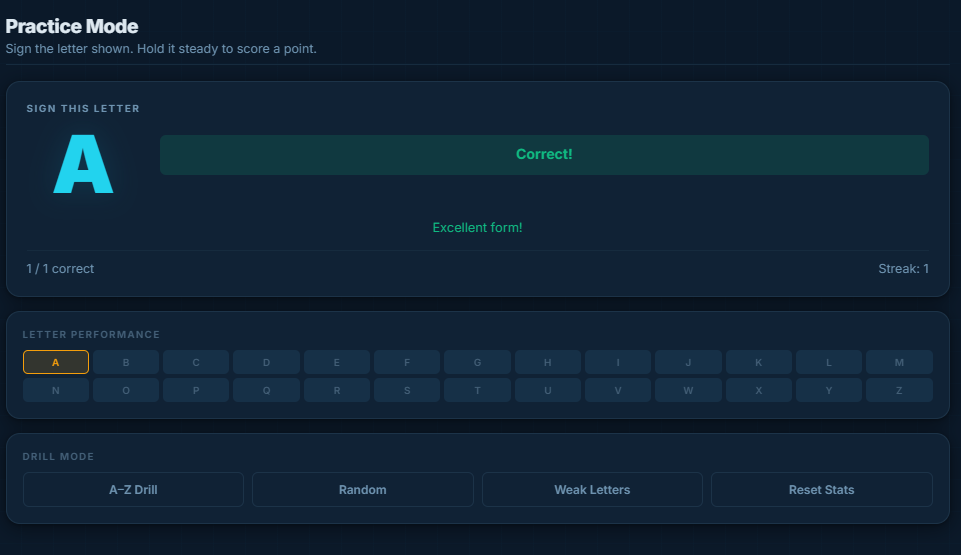 Practice Mode
Sign the letter shown. Hold it steady to score a point.
SIGN THIS LETTER
A
Correct!
Excellent form!
1 / 1 correct Streak: 1
LETTER PERFORMANCE
A B C D E F G H I J K L M
N O P Q R S T U V W X Y Z
DRILL MODE
A–Z Drill Random Weak Letters Reset Stats